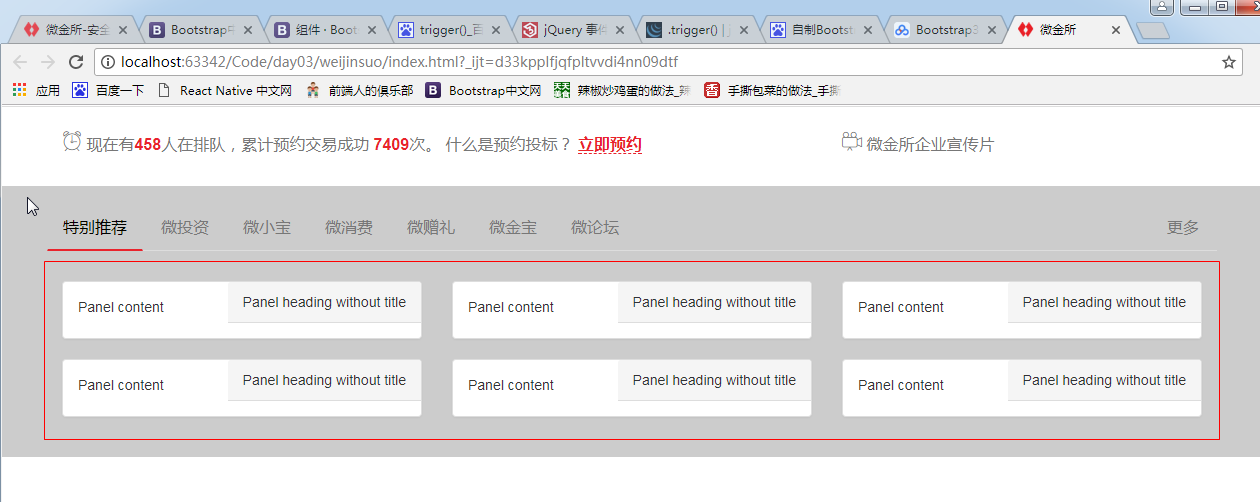 微金所-安全
Bootstrap中
组件 · Boot
trigger()_百
jQuery 事件
.trigger() | j
自制Bootst
Bootstrap3
微金所
localhost:63342/Code/day03/weijinsuo/index.html?_ijt=d33kpplfjqfpltvvdi4nn09dtf
应用 百度一下 React Native 中文网 前端人的俱乐部 Bootstrap中文网 辣椒炒鸡蛋的做法_辣 手撕包菜的做法_手撕
现在有458人在排队，累计预约交易成功 7409次。 什么是预约投标？ 立即预约 微金所企业宣传片
特别推荐 微投资 微小宝 微消费 微赠礼 微金宝 微论坛 更多
Panel content Panel heading without title Panel content Panel heading without title Panel content Panel heading without title
Panel content Panel heading without title Panel content Panel heading without title Panel content Panel heading without title